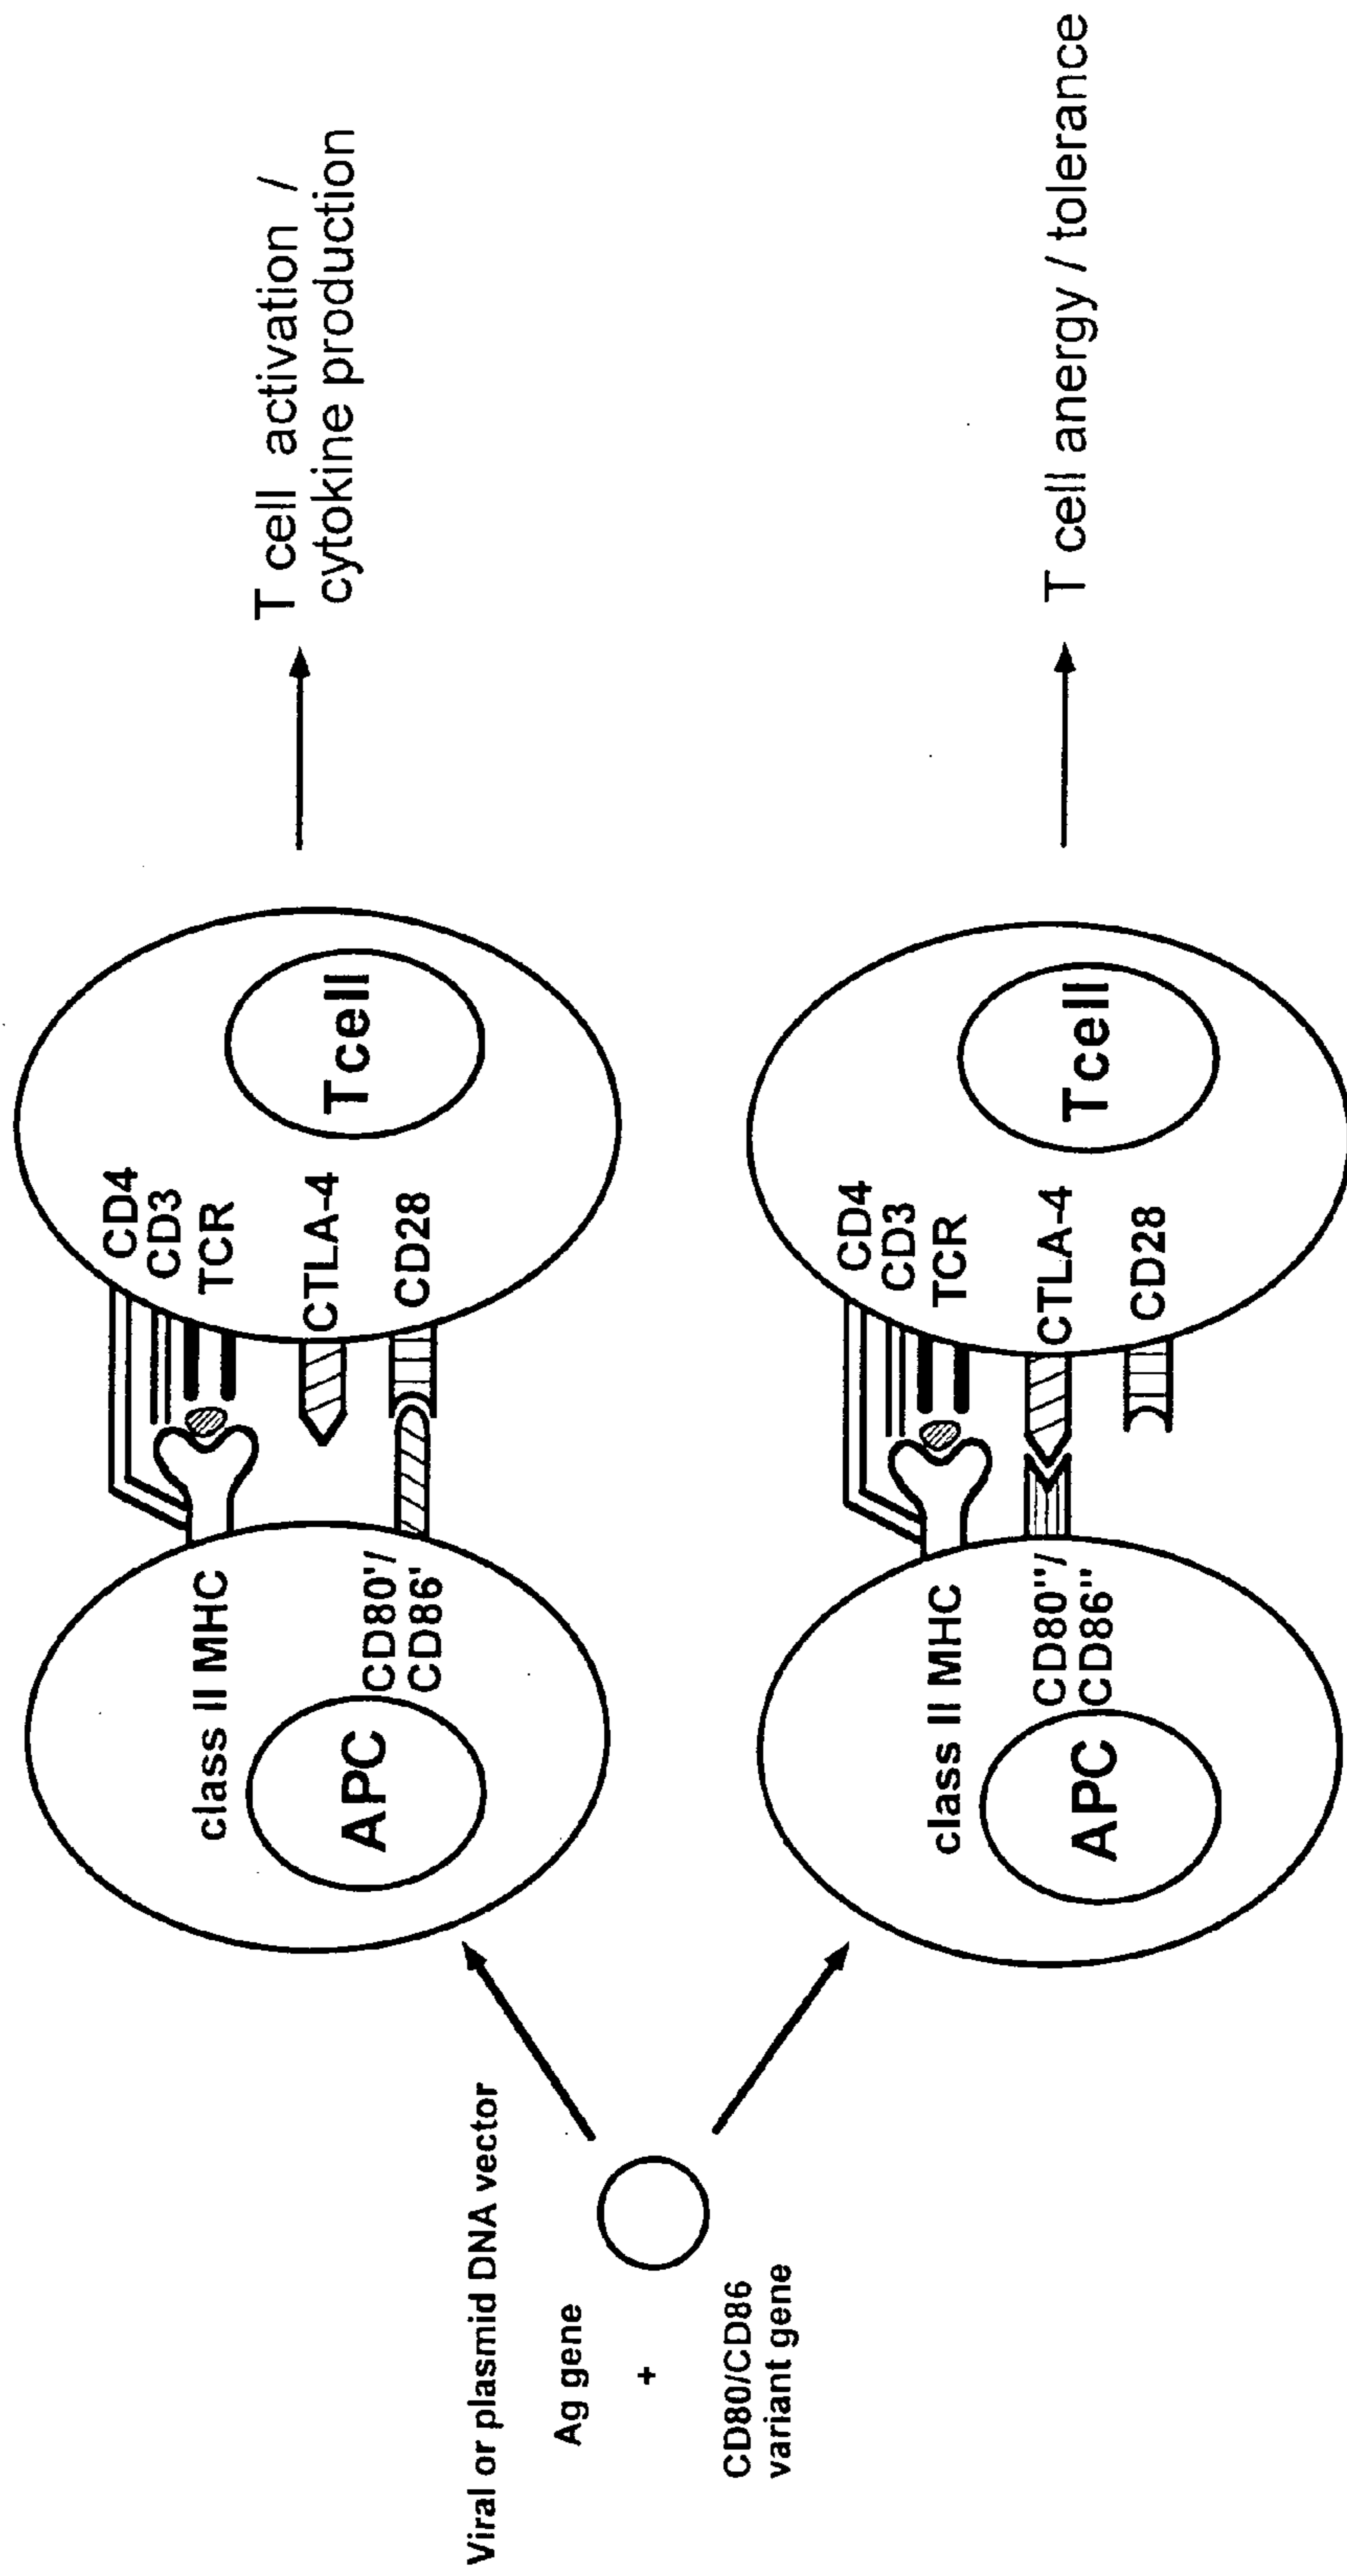 Viral or plasmid DNA vector
Ag gene
+
CD80/CD86
variant gene
APC
class II MHC
CD80'/
CD86'
CD4
CD3
TCR
CTLA-4
CD28
T cell
T cell activation /
cytokine production
APC
class II MHC
CD80"/
CD86"
CD4
CD3
TCR
CTLA-4
CD28
T cell
T cell anergy / tolerance